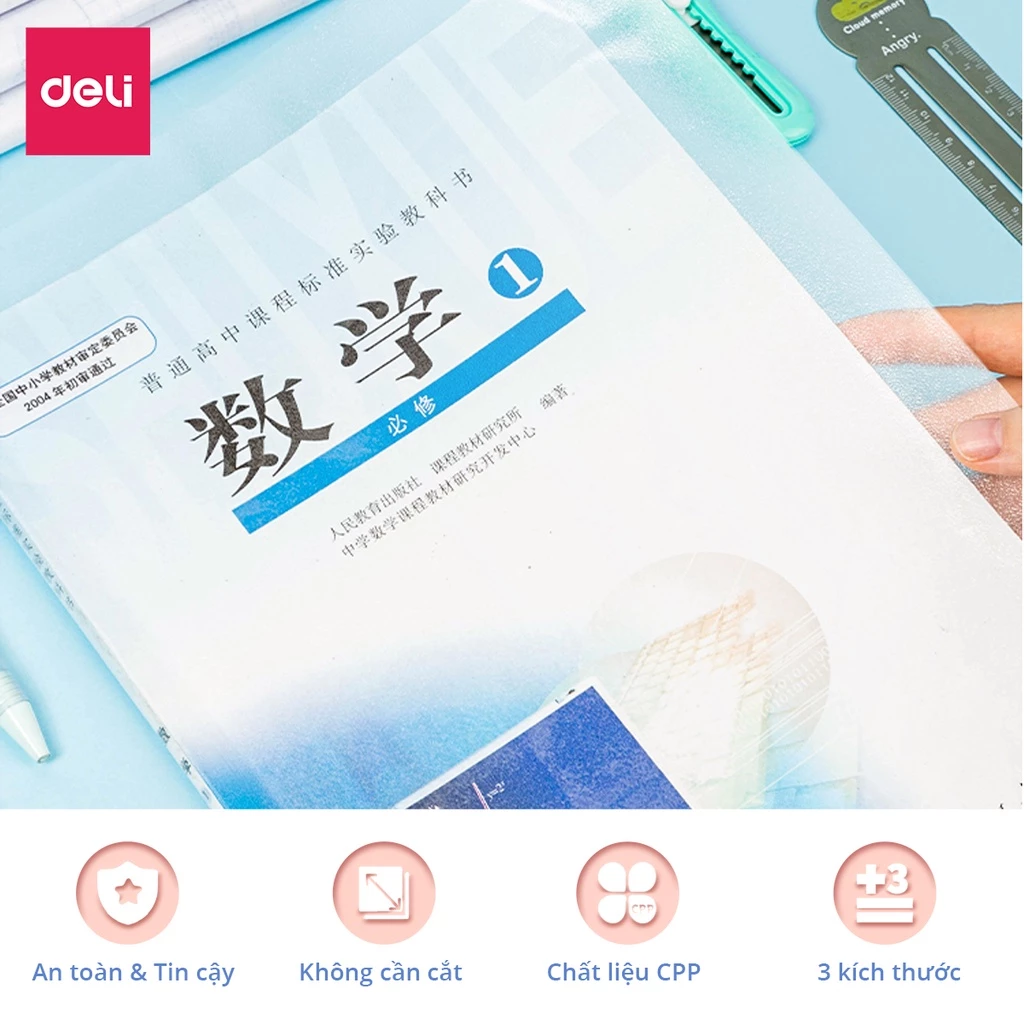 deli
Cloud memory
Angry.
普通高中课程标准实验教科书
数学 1
必修
全国中小学教材审定委员会
2004年初审通过
人民教育出版社 课程教材研究所 编著
中学数学课程教材研究开发中心
y=2ˣ
CPP
+3
An toàn & Tin cậy
Không cần cắt
Chất liệu CPP
3 kích thước